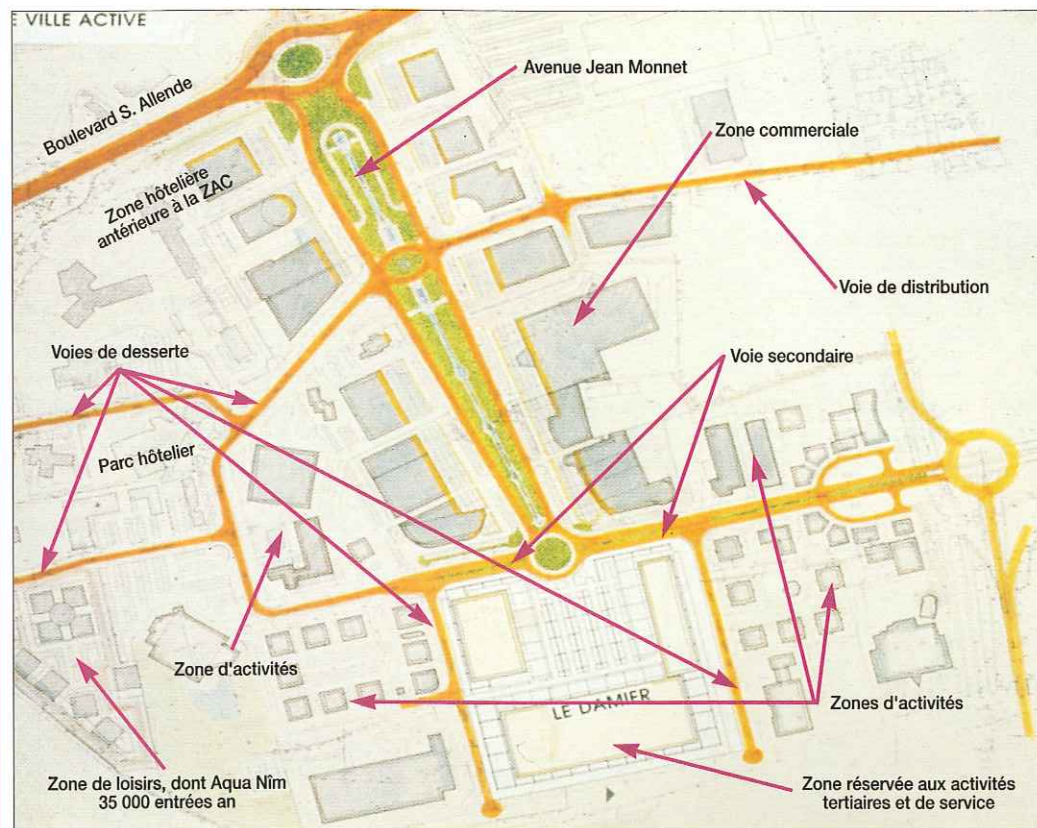 E VILLE ACTIVE
Avenue Jean Monnet
Boulevard S. Allende
Zone commerciale
Zone hôtelière
antérieure à la ZAC
Voie de distribution
Voies de desserte
Voie secondaire
Parc hôtelier
Zone d'activités
LE DAMIER
Zones d'activités
Zone de loisirs, dont Aqua Nîm
35 000 entrées an
Zone réservée aux activités
tertiaires et de service